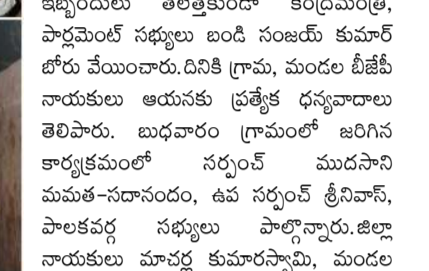 ఇబ్బందులు తలెత్తకుండా కేంద్రమంత్రి,
పార్లమెంట్ సభ్యులు బండి సంజయ్ కుమార్
బోరు వేయించారు.దినికి గ్రామ, మండల బీజేపీ
నాయకులు ఆయనకు ప్రత్యేక ధన్యవాదాలు
తెలిపారు. బుధవారం గ్రామంలో జరిగిన
కార్యక్రమంలో సర్పంచ్ ముదసాని
మమత-సదానందం, ఉప సర్పంచ్ శ్రీనివాస్,
పాలకవర్గ సభ్యులు పాల్గొన్నారు.జిల్లా
నాయకులు మాచర్ల కుమారస్వామి, మండల